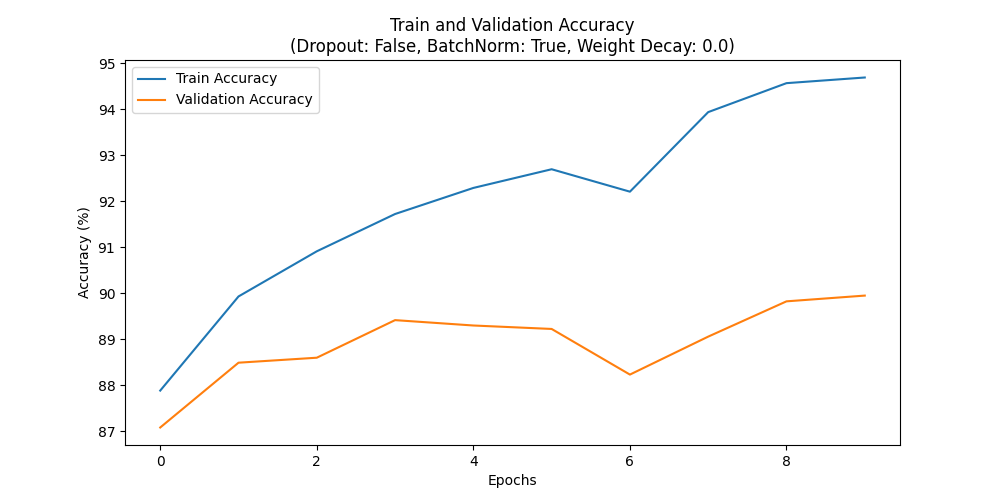 Train and Validation Accuracy
(Dropout: False, BatchNorm: True, Weight Decay: 0.0)
Train Accuracy
Validation Accuracy
Accuracy (%)
95
94
93
92
91
90
89
88
87
0 2 4 6 8
Epochs